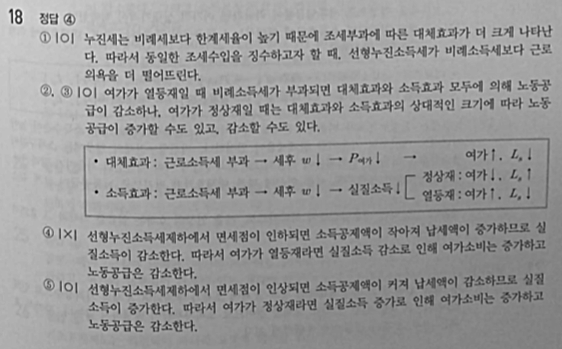 18 정답 ④
①|O| 누진세는 비례세보다 한계세율이 높기 때문에 조세부과에 따른 대체효과가 더 크게 나타난
다. 따라서 동일한 조세수입을 징수하고자 할 때, 선형누진소득세가 비례소득세보다 근로
의욕을 더 떨어뜨린다.
②, ③|O| 여가가 열등재일 때 비례소득세가 부과되면 대체효과와 소득효과 모두에 의해 노동공
급이 감소하나, 여가가 정상재일 때는 대체효과와 소득효과의 상대적인 크기에 따라 노동
공급이 증가할 수도 있고, 감소할 수도 있다.
• 대체효과: 근로소득세 부과 → 세후 w↓ → P여가↓ → 여가↑, Ls↓
• 소득효과: 근로소득세 부과 → 세후 w↓ → 실질소득↓
정상재: 여가↓, Ls↑
열등재: 여가↑, Ls↓
④|×| 선형누진소득세제하에서 면세점이 인하되면 소득공제액이 작아져 납세액이 증가하므로 실
질소득이 감소한다. 따라서 여가가 열등재라면 실질소득 감소로 인해 여가소비는 증가하고
노동공급은 감소한다.
⑤|O| 선형누진소득세제하에서 면세점이 인상되면 소득공제액이 커져 납세액이 감소하므로 실질
소득이 증가한다. 따라서 여가가 정상재라면 실질소득 증가로 인해 여가소비는 증가하고
노동공급은 감소한다.